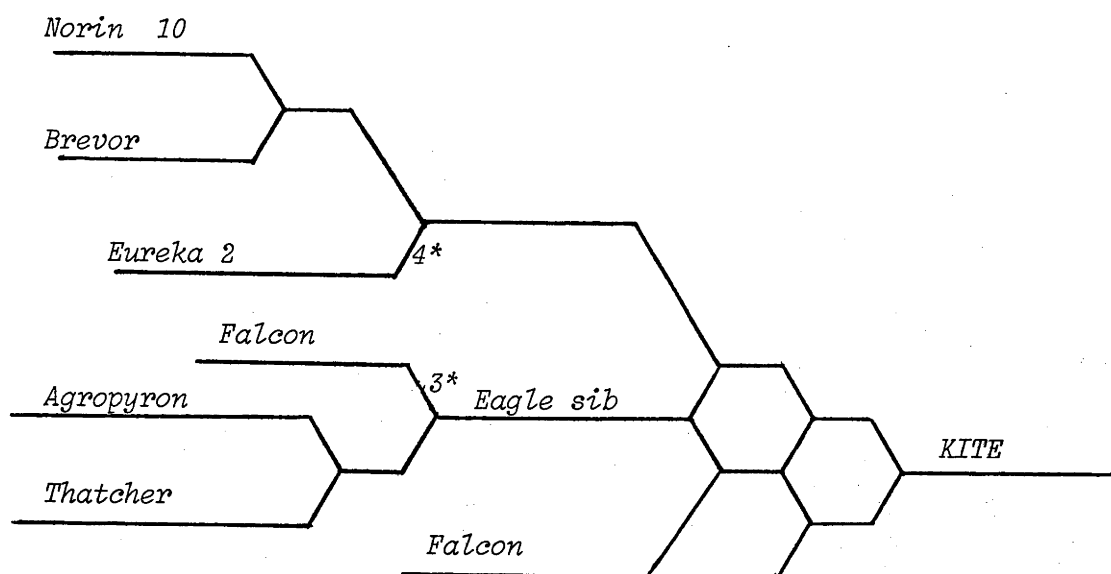 Norin 10
Brevor
Eureka 2
4*
Falcon
3*
Agropyron
Eagle sib
KITE
Thatcher
Falcon